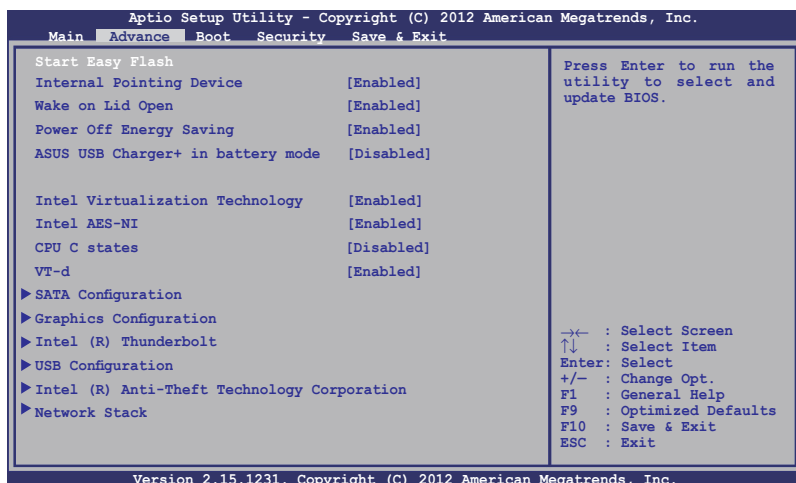 Aptio Setup Utility - Copyright (C) 2012 American Megatrends, Inc.
Main Advance Boot Security Save & Exit
Start Easy Flash
Internal Pointing Device [Enabled]
Wake on Lid Open [Enabled]
Power Off Energy Saving [Enabled]
ASUS USB Charger+ in battery mode [Disabled]
Intel Virtualization Technology [Enabled]
Intel AES-NI [Enabled]
CPU C states [Disabled]
VT-d [Enabled]
SATA Configuration
Graphics Configuration
Intel (R) Thunderbolt
USB Configuration
Intel (R) Anti-Theft Technology Corporation
Network Stack
Press Enter to run the
utility to select and
update BIOS.
→← : Select Screen
↑↓ : Select Item
Enter: Select
+/— : Change Opt.
F1 : General Help
F9 : Optimized Defaults
F10 : Save & Exit
ESC : Exit
Version 2.15.1231. Copyright (C) 2012 American Megatrends, Inc.